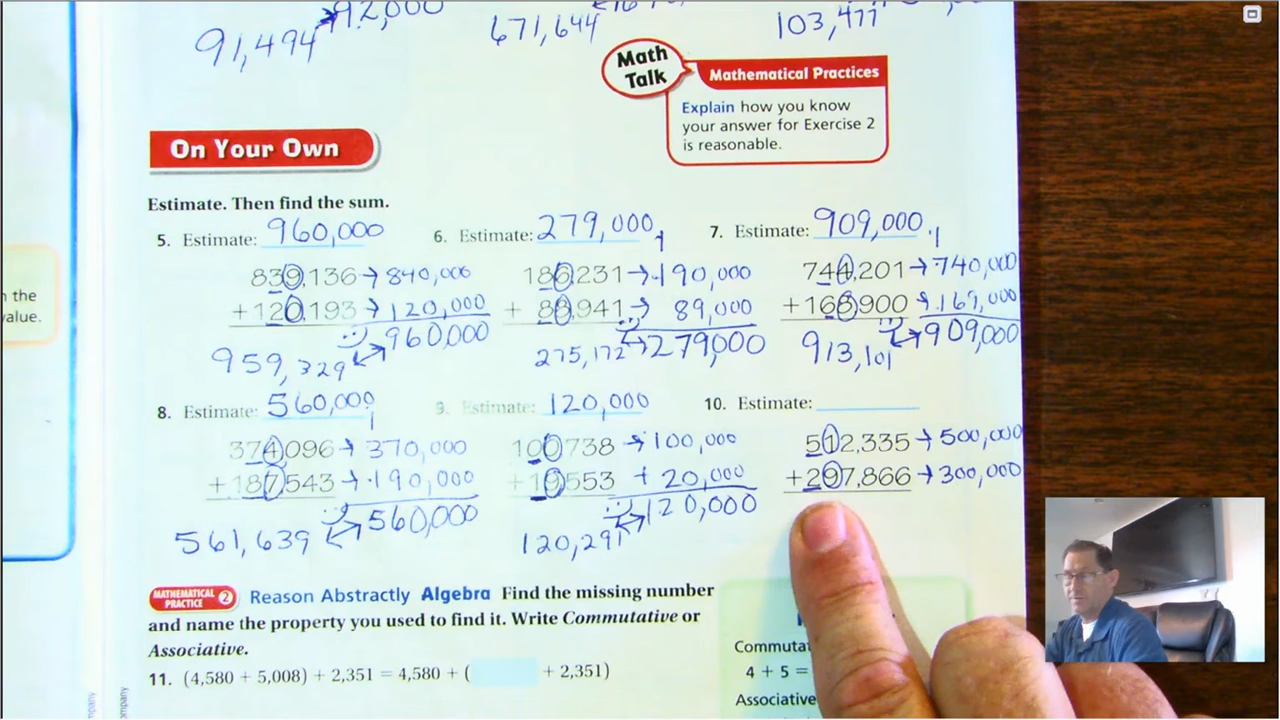 92,000
91,494
671,644
103,477
Math
Talk
Mathematical Practices
Explain how you know
your answer for Exercise 2
is reasonable.
On Your Own
Estimate. Then find the sum.
5. Estimate: 960,000
839,136 → 840,000
+120,193 → 120,000
960,000
959,329
6. Estimate: 279,000
186,231 → 190,000
+ 88,941 → 89,000
279,000
275,172
7. Estimate: 909,000
744,201 → 740,000
+168,900 → 169,000
909,000
913,101
8. Estimate: 560,000
374,096 → 370,000
+187,543 → 190,000
560,000
561,639
9. Estimate: 120,000
100,738 → 100,000
+19,553 + 20,000
120,000
120,291
10. Estimate:
512,335 → 500,000
+297,866 → 300,000
MATHEMATICAL
PRACTICE 2
Reason Abstractly Algebra Find the missing number
and name the property you used to find it. Write Commutative or
Associative.
11. (4,580 + 5,008) + 2,351 = 4,580 + ( + 2,351)
4 + 5 =
Associative
n the
value.